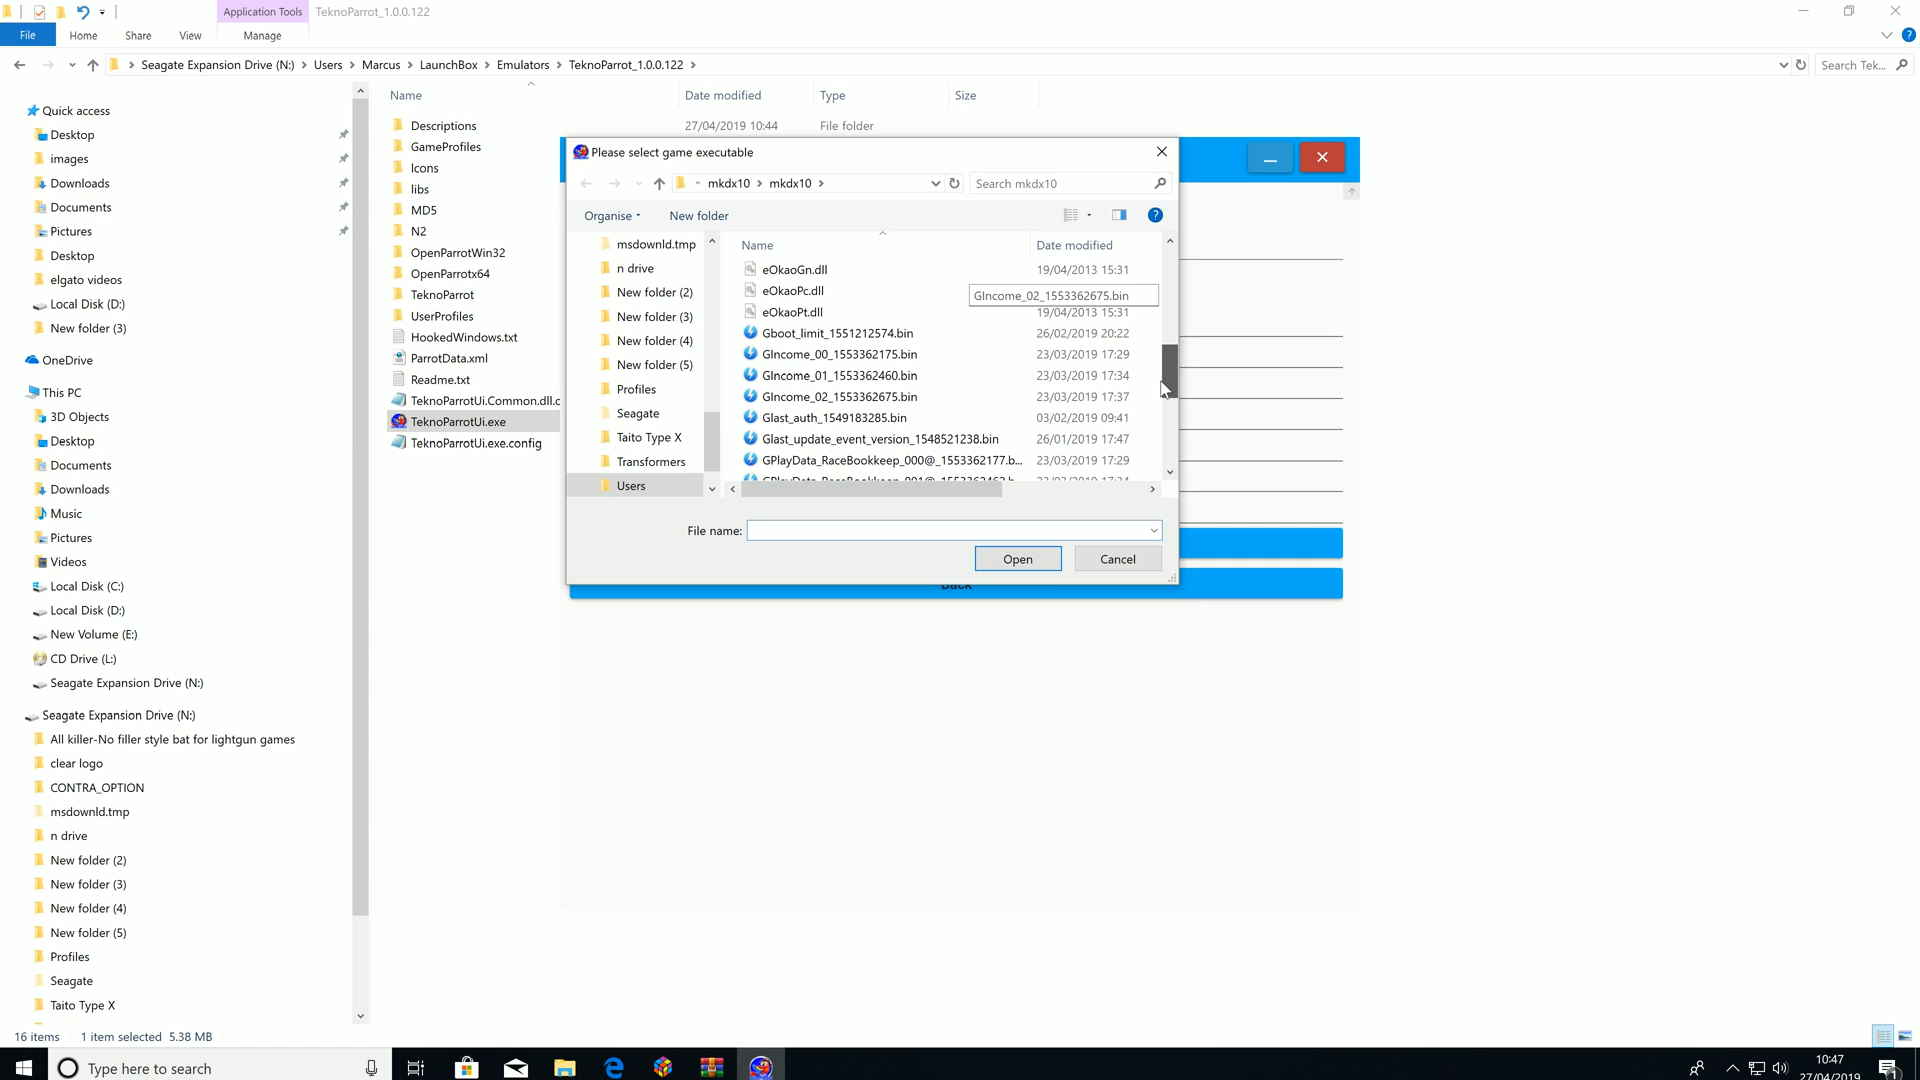 Application Tools
TeknoParrot_1.0.0.122
File
Home
Share
View
Manage
Seagate Expansion Drive (N:) > Users > Marcus > LaunchBox > Emulators > TeknoParrot_1.0.0.122 >
Search Tek...
Quick access
Desktop
images
Downloads
Documents
Pictures
Desktop
elgato videos
Local Disk (D:)
New folder (3)
OneDrive
This PC
3D Objects
Desktop
Documents
Downloads
Music
Pictures
Videos
Local Disk (C:)
Local Disk (D:)
New Volume (E:)
CD Drive (L:)
Seagate Expansion Drive (N:)
Seagate Expansion Drive (N:)
All killer-No filler style bat for lightgun games
clear logo
CONTRA_OPTION
msdownld.tmp
n drive
New folder (2)
New folder (3)
New folder (4)
New folder (5)
Profiles
Seagate
Taito Type X
Name
Date modified
Type
Size
Descriptions
27/04/2019 10:44
File folder
GameProfiles
Icons
libs
MD5
N2
OpenParrotWin32
OpenParrotx64
TeknoParrot
UserProfiles
HookedWindows.txt
ParrotData.xml
Readme.txt
TeknoParrotUi.Common.dll.c
TeknoParrotUi.exe
TeknoParrotUi.exe.config
Please select game executable
mkdx10 > mkdx10 >
Search mkdx10
Organise
New folder
?
msdownld.tmp
n drive
New folder (2)
New folder (3)
New folder (4)
New folder (5)
Profiles
Seagate
Taito Type X
Transformers
Users
Name
Date modified
eOkaoGn.dll
19/04/2013 15:31
eOkaoPc.dll
GIncome_02_1553362675.bin
eOkaoPt.dll
19/04/2013 15:31
Gboot_limit_1551212574.bin
26/02/2019 20:22
GIncome_00_1553362175.bin
23/03/2019 17:29
GIncome_01_1553362460.bin
23/03/2019 17:34
GIncome_02_1553362675.bin
23/03/2019 17:37
Glast_auth_1549183285.bin
03/02/2019 09:41
Glast_update_event_version_1548521238.bin
26/01/2019 17:47
GPlayData_RaceBookkeep_000@_1553362177.b...
23/03/2019 17:29
File name:
Open
Cancel
Back
16 items
1 item selected 5.38 MB
Type here to search
10:47
27/04/2019
1